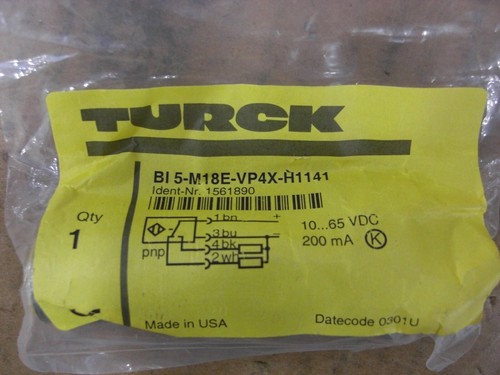 TURCK
BI 5-M18E-VP4X-H1141
Ident-Nr. 1561890
Qty
1
1 bn +
3 bu −
4 bk
2 wh
pnp
10...65 VDC
200 mA K
Made in USA
Datecode 0301U